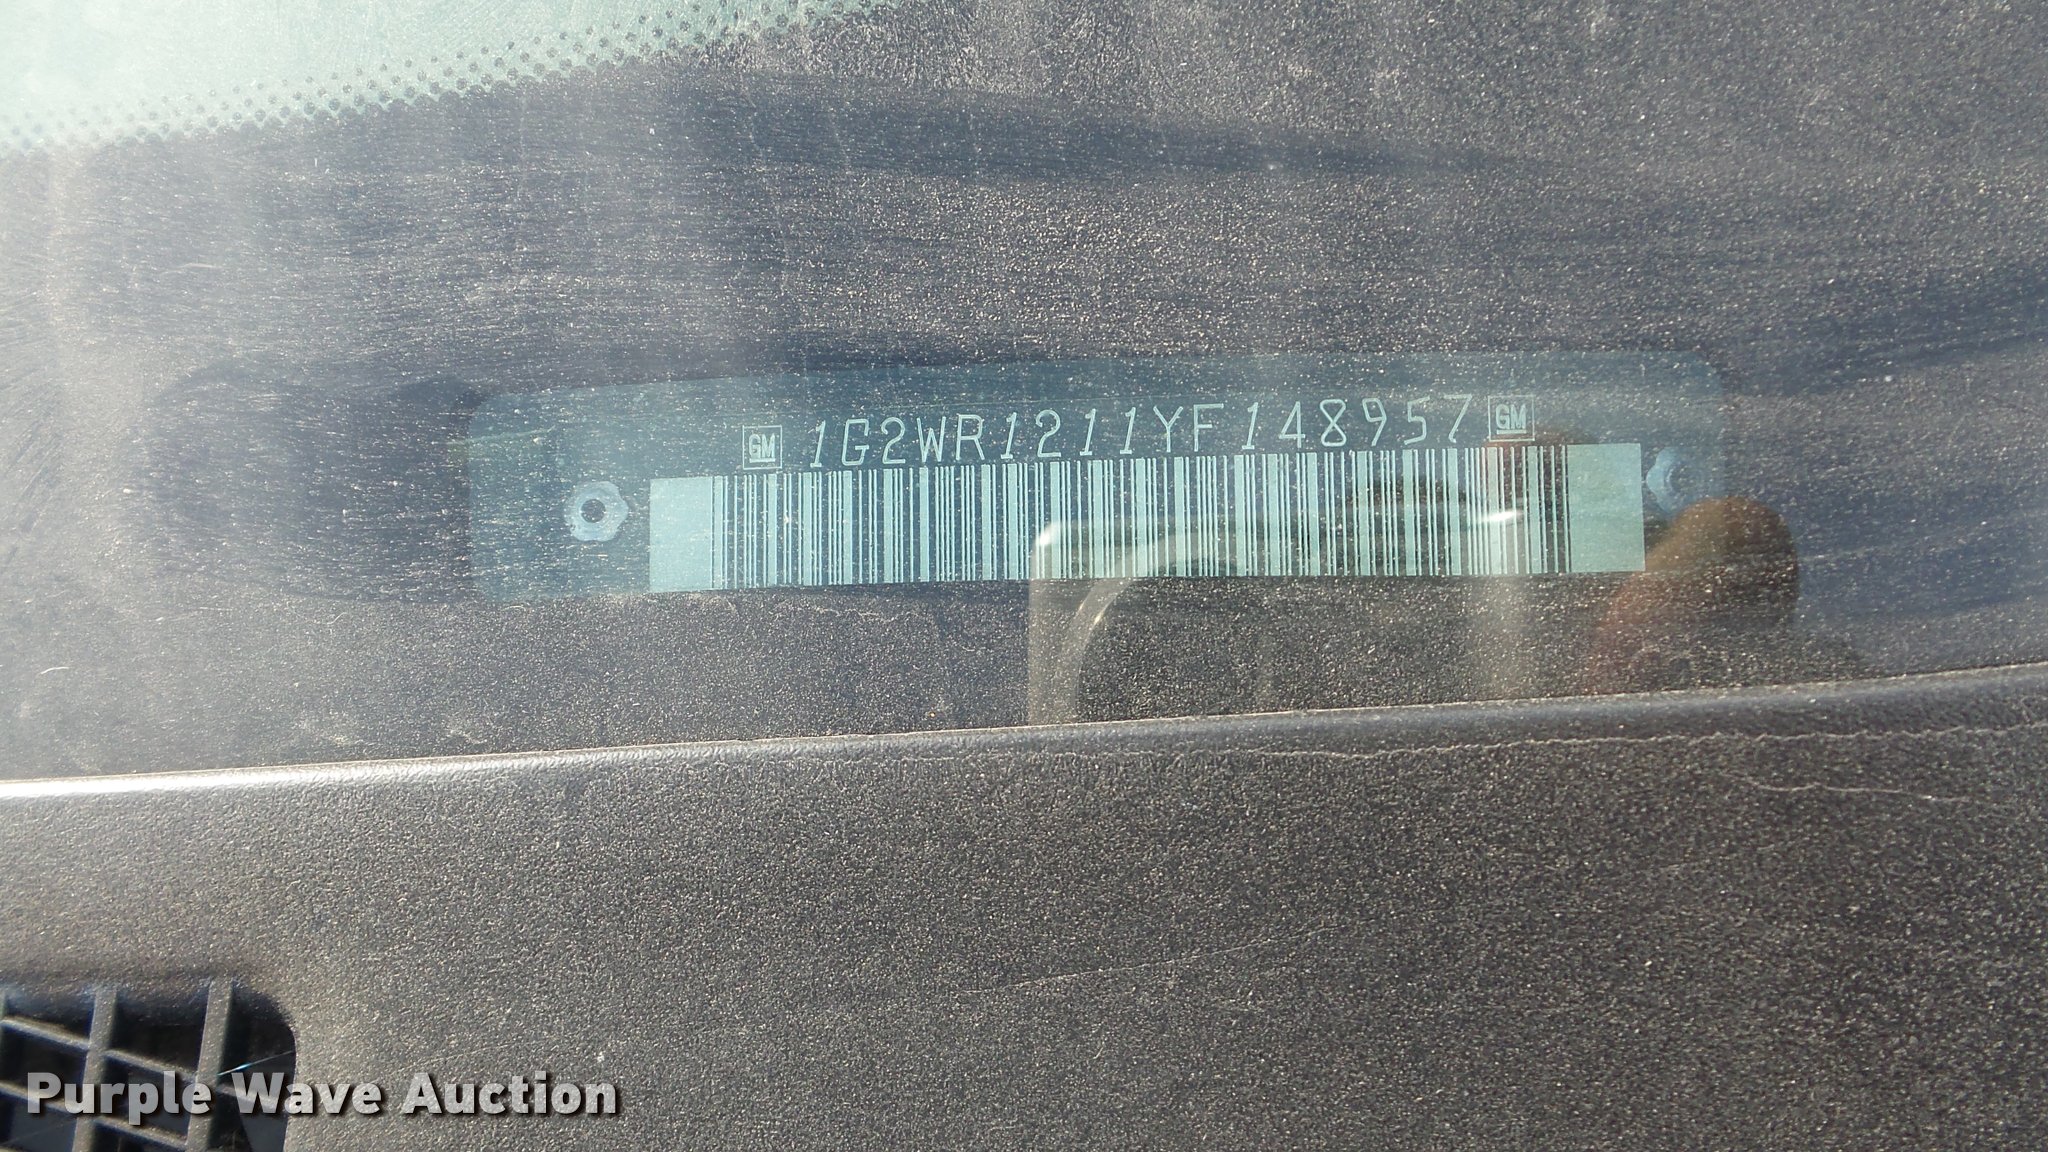 GM 1G2WR1211YF148957 GM
Purple Wave Auction